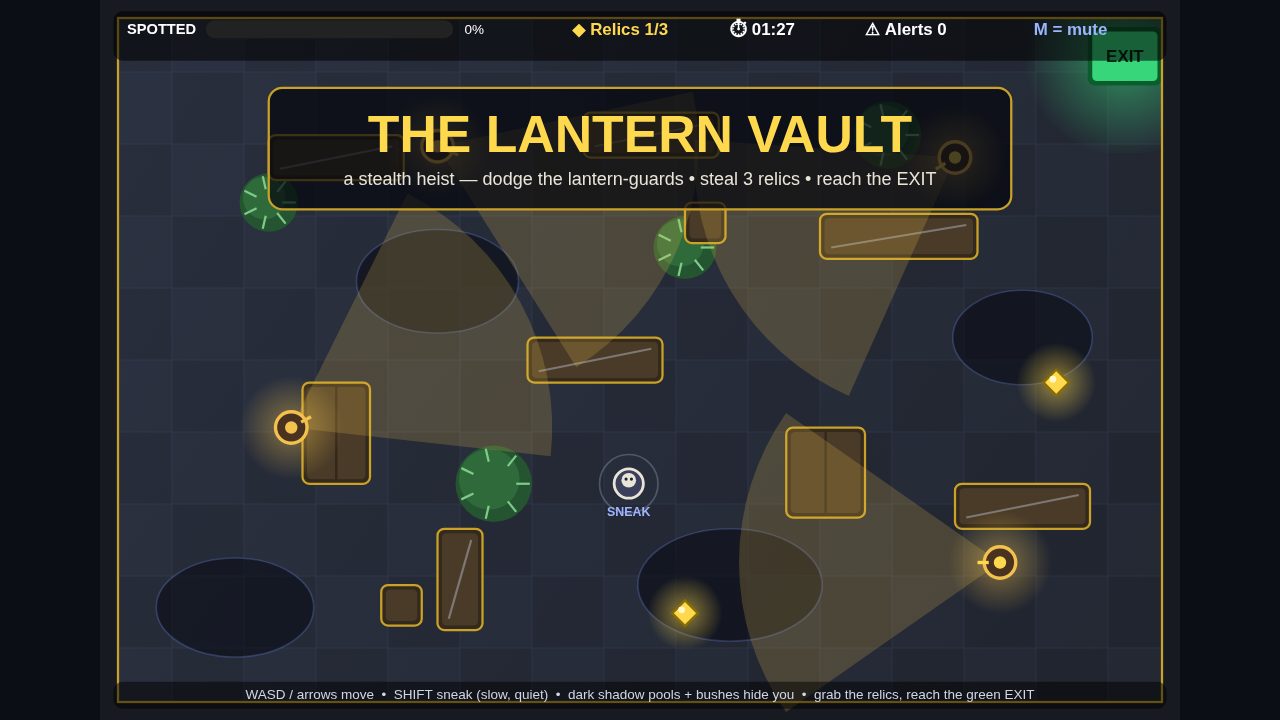 SPOTTED 0% ◆ Relics 1/3 ⏱ 01:27 ⚠ Alerts 0 M = mute
EXIT
THE LANTERN VAULT
a stealth heist — dodge the lantern-guards • steal 3 relics • reach the EXIT
SNEAK
WASD / arrows move • SHIFT sneak (slow, quiet) • dark shadow pools + bushes hide you • grab the relics, reach the green EXIT